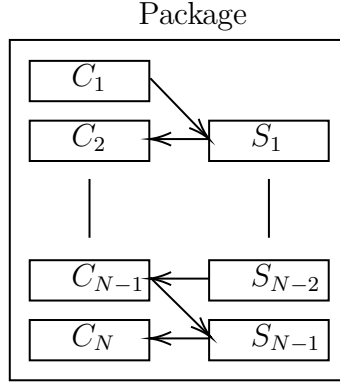 Package
$C_1$
$C_2$ $S_1$
$C_{N-1}$ $S_{N-2}$
$C_N$ $S_{N-1}$